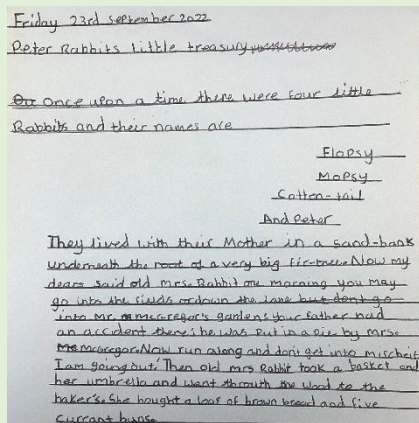 Friday 23rd September 2022
Peter Rabbits little treasury
Once upon a time there were four little
Rabbits and their names are
Flopsy
Mopsy
Cotton-tail
And Peter
They lived with their Mother in a sand-bank
underneath the root of a very big fir-tree. Now my
dears said old mrs. Rabbit one morning you may
go into the fields or down the lane but dont go
into Mr. mcGregor's garden: your father had
an accident there; he was put in a pie by mrs.
mcGregor. Now run along and dont get into mischeif
I am going out. Then old mrs Rabbit took a basket and
her umbrella and went through the wood to the
baker's. She bought a loaf of brown bread and five
currant buns.